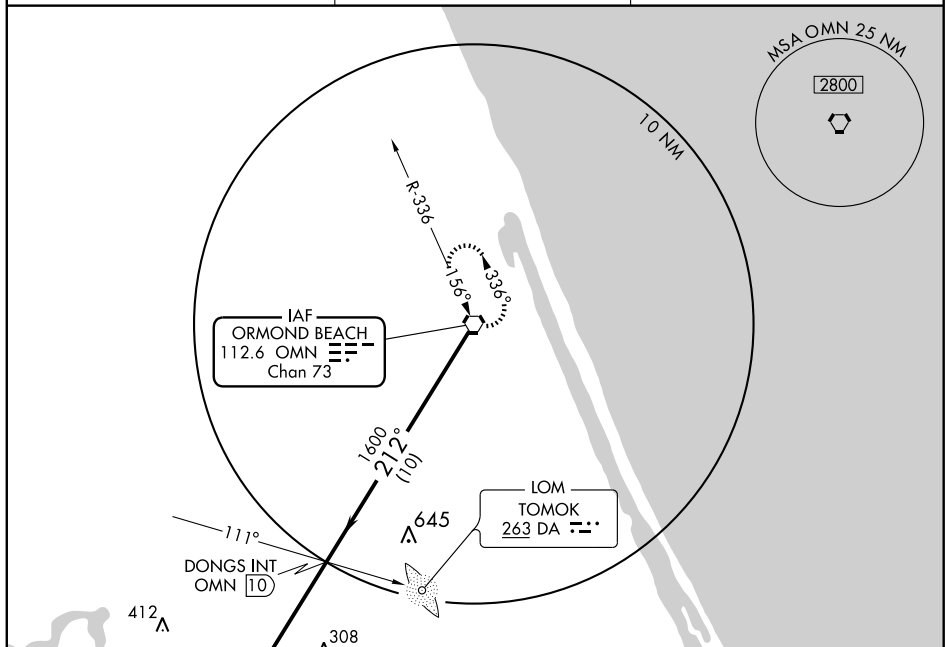 MSA OMN 25 NM
2800
10 NM
R-336
156°
336°
IAF
ORMOND BEACH
112.6 OMN
Chan 73
1600
212°
(10)
LOM
TOMOK
263 DA
645
111°
DONGS INT
OMN 10
412
308